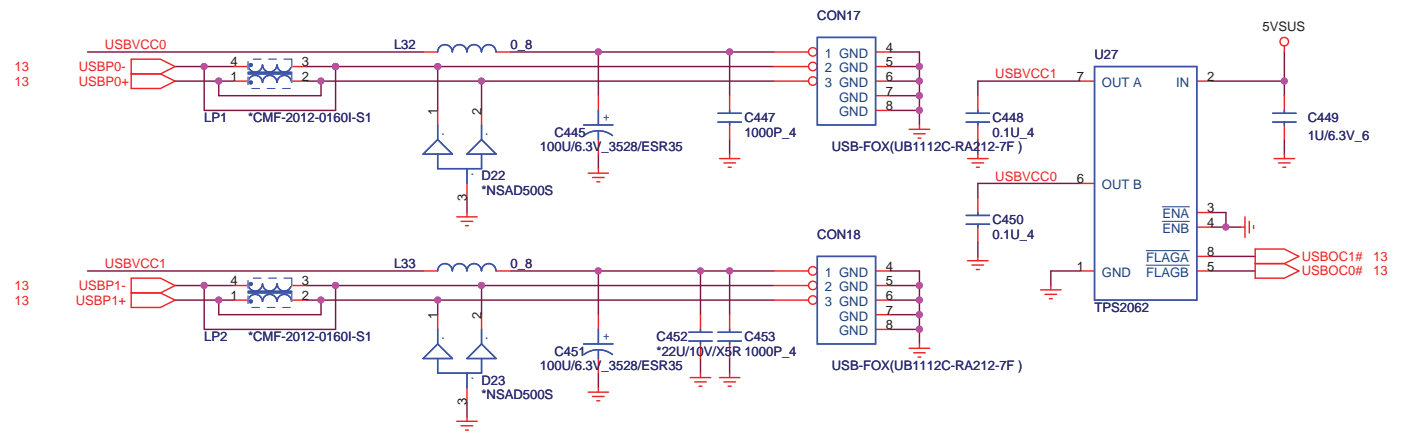 CON17
USBVCC0 L32 0_8
13 USBP0- 4 3
13 USBP0+ 1 2
LP1 *CMF-2012-0160I-S1
1 2
D22
*NSAD500S
3
C445
100U/6.3V_3528/ESR35
C447
1000P_4
1 GND 4
2 GND 5
3 GND 6
GND 7
GND 8
USB-FOX(UB1112C-RA212-7F )
CON18
USBVCC1 L33 0_8
13 USBP1- 4 3
13 USBP1+ 1 2
LP2 *CMF-2012-0160I-S1
1 2
D23
*NSAD500S
3
C451
100U/6.3V_3528/ESR35
C452
*22U/10V/X5R
C453
1000P_4
1 GND 4
2 GND 5
3 GND 6
GND 7
GND 8
USB-FOX(UB1112C-RA212-7F )
5VSUS
U27
USBVCC1 7 OUT A IN 2
C448
0.1U_4
C449
1U/6.3V_6
USBVCC0 6 OUT B
C450
0.1U_4
ENA 3
ENB 4
FLAGA 8 USBOC1# 13
1 GND FLAGB 5 USBOC0# 13
TPS2062